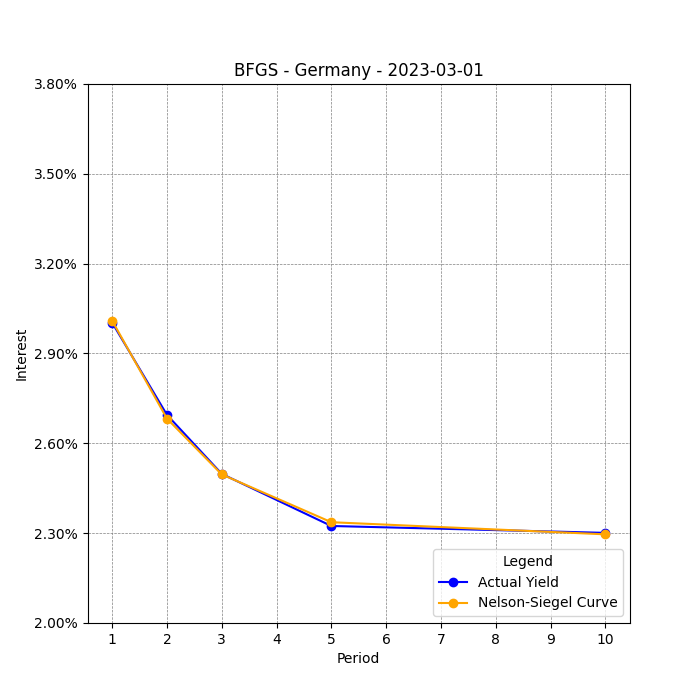 BFGS - Germany - 2023-03-01
3.80%
3.50%
3.20%
2.90%
2.60%
2.30%
2.00%
Interest
1 2 3 4 5 6 7 8 9 10
Period
Legend
Actual Yield
Nelson-Siegel Curve